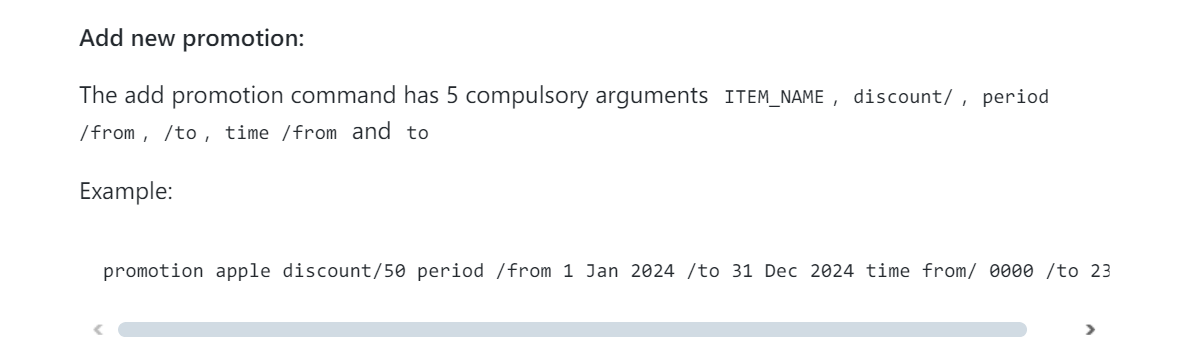 Add new promotion:
The add promotion command has 5 compulsory arguments ITEM_NAME , discount/ , period
/from , /to , time /from and to
Example:
promotion apple discount/50 period /from 1 Jan 2024 /to 31 Dec 2024 time from/ 0000 /to 23